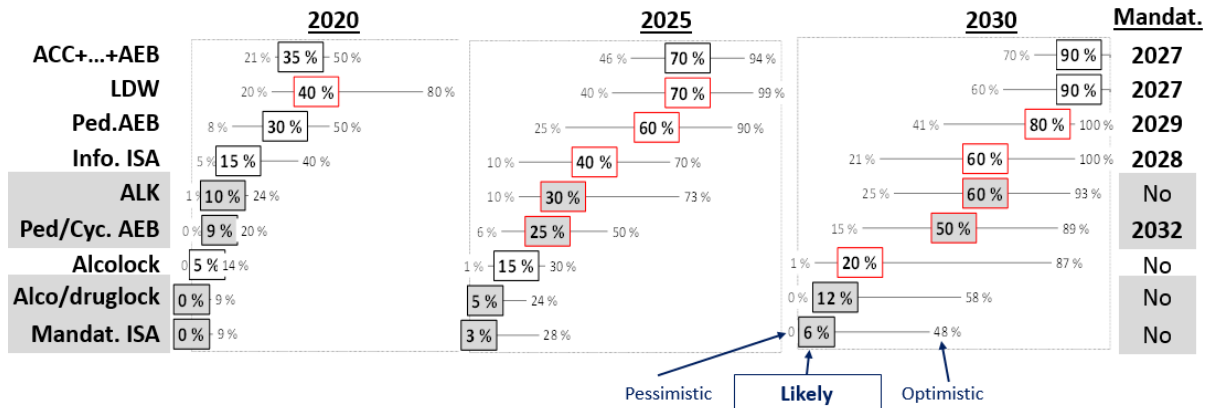 2020 2025 2030 Mandat.
ACC+...+AEB 21 % 35 % 50 % 46 % 70 % 94 % 70 % 90 % 2027
LDW 20 % 40 % 80 % 40 % 70 % 99 % 60 % 90 % 2027
Ped.AEB 8 % 30 % 50 % 25 % 60 % 90 % 41 % 80 % 100 % 2029
Info. ISA 5 % 15 % 40 % 10 % 40 % 70 % 21 % 60 % 100 % 2028
ALK 1 % 10 % 24 % 10 % 30 % 73 % 25 % 60 % 93 % No
Ped/Cyc. AEB 0 % 9 % 20 % 6 % 25 % 50 % 15 % 50 % 89 % 2032
Alcolock 0 5 % 14 % 1 % 15 % 30 % 1 % 20 % 87 % No
Alco/druglock 0 % 9 % 5 % 24 % 0 % 12 % 58 % No
Mandat. ISA 0 % 9 % 3 % 28 % 0 6 % 48 % No
Pessimistic Likely Optimistic